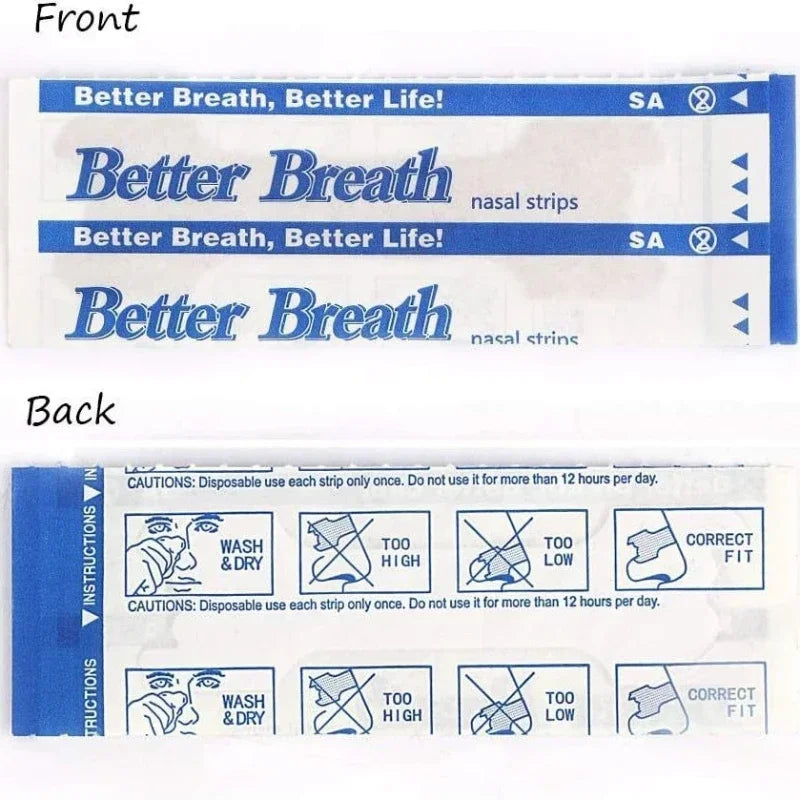 Front
Better Breath, Better Life! SA
Better Breath nasal strips
Better Breath, Better Life! SA
Better Breath nasal strips
Back
CAUTIONS: Disposable use each strip only once. Do not use it for more than 12 hours per day.
INSTRUCTIONS IN
WASH & DRY
TOO HIGH
TOO LOW
CORRECT FIT
CAUTIONS: Disposable use each strip only once. Do not use it for more than 12 hours per day.
TRUCTIONS
WASH & DRY
TOO HIGH
TOO LOW
CORRECT FIT